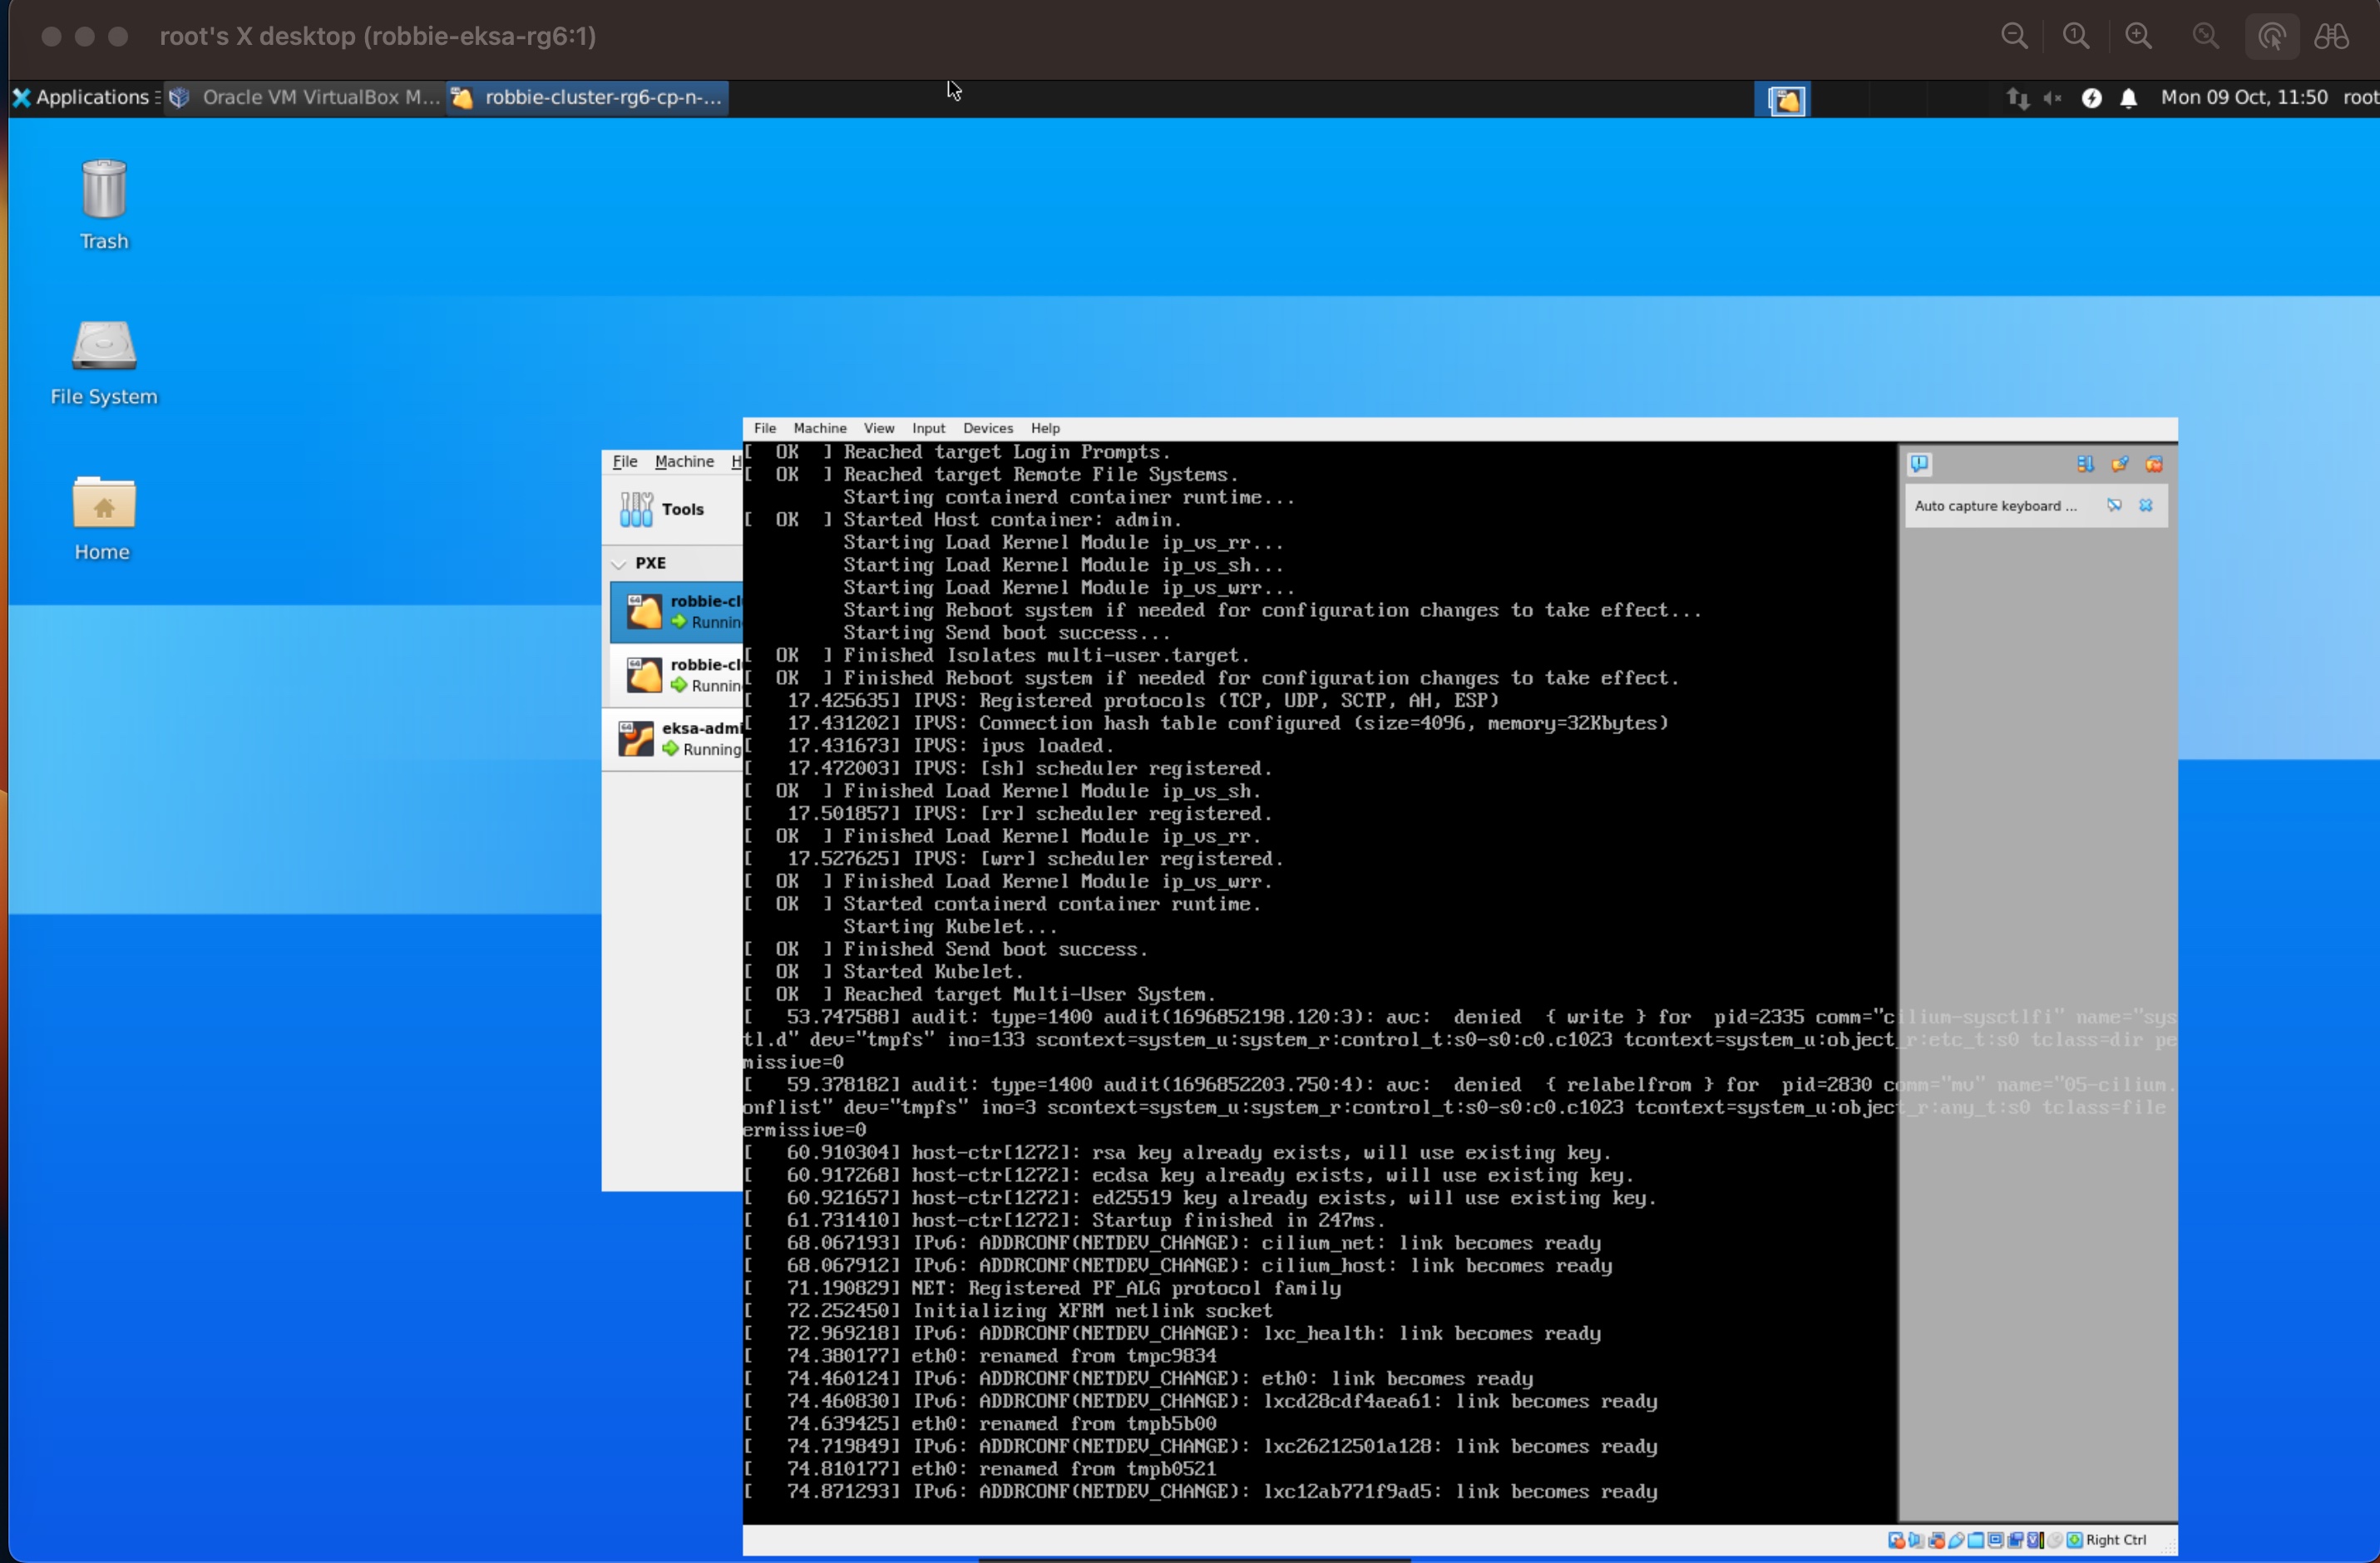 root's X desktop (robbie-eksa-rg6:1)
Applications
Oracle VM VirtualBox M...
robbie-cluster-rg6-cp-n-...
Mon 09 Oct, 11:50
root
Trash
File System
Home
File Machine H
Tools
PXE
robbie-cl
Runnin
robbie-cl
Runnin
eksa-admi
Running
File Machine View Input Devices Help
[  OK  ] Reached target Login Prompts.
[  OK  ] Reached target Remote File Systems.
Starting containerd container runtime...
[  OK  ] Started Host container: admin.
Starting Load Kernel Module ip_vs_rr...
Starting Load Kernel Module ip_vs_sh...
Starting Load Kernel Module ip_vs_wrr...
Starting Reboot system if needed for configuration changes to take effect...
Starting Send boot success...
[  OK  ] Finished Isolates multi-user.target.
[  OK  ] Finished Reboot system if needed for configuration changes to take effect.
[   17.425635] IPVS: Registered protocols (TCP, UDP, SCTP, AH, ESP)
[   17.431202] IPVS: Connection hash table configured (size=4096, memory=32Kbytes)
[   17.431673] IPVS: ipvs loaded.
[   17.472003] IPVS: [sh] scheduler registered.
[  OK  ] Finished Load Kernel Module ip_vs_sh.
[   17.501857] IPVS: [rr] scheduler registered.
[  OK  ] Finished Load Kernel Module ip_vs_rr.
[   17.527625] IPVS: [wrr] scheduler registered.
[  OK  ] Finished Load Kernel Module ip_vs_wrr.
[  OK  ] Started containerd container runtime.
Starting Kubelet...
[  OK  ] Finished Send boot success.
[  OK  ] Started Kubelet.
[  OK  ] Reached target Multi-User System.
[   53.747588] audit: type=1400 audit(1696852198.120:3): avc:  denied  { write } for  pid=2335 comm="cilium-sysctlfi" name="sys
tl.d" dev="tmpfs" ino=133 scontext=system_u:system_r:control_t:s0-s0:c0.c1023 tcontext=system_u:object_r:etc_t:s0 tclass=dir pe
missive=0
[   59.378182] audit: type=1400 audit(1696852203.750:4): avc:  denied  { relabelfrom } for  pid=2830 comm="mv" name="05-cilium.
onflist" dev="tmpfs" ino=3 scontext=system_u:system_r:control_t:s0-s0:c0.c1023 tcontext=system_u:object_r:any_t:s0 tclass=file
ermissive=0
[   60.910304] host-ctr[1272]: rsa key already exists, will use existing key.
[   60.917268] host-ctr[1272]: ecdsa key already exists, will use existing key.
[   60.921657] host-ctr[1272]: ed25519 key already exists, will use existing key.
[   61.731410] host-ctr[1272]: Startup finished in 247ms.
[   68.067193] IPv6: ADDRCONF(NETDEV_CHANGE): cilium_net: link becomes ready
[   68.067912] IPv6: ADDRCONF(NETDEV_CHANGE): cilium_host: link becomes ready
[   71.190829] NET: Registered PF_ALG protocol family
[   72.252450] Initializing XFRM netlink socket
[   72.969218] IPv6: ADDRCONF(NETDEV_CHANGE): lxc_health: link becomes ready
[   74.380177] eth0: renamed from tmpc9834
[   74.460124] IPv6: ADDRCONF(NETDEV_CHANGE): eth0: link becomes ready
[   74.460830] IPv6: ADDRCONF(NETDEV_CHANGE): lxcd28cdf4aea61: link becomes ready
[   74.639425] eth0: renamed from tmpb5b00
[   74.719849] IPv6: ADDRCONF(NETDEV_CHANGE): lxc26212501a128: link becomes ready
[   74.810177] eth0: renamed from tmpb0521
[   74.871293] IPv6: ADDRCONF(NETDEV_CHANGE): lxc12ab771f9ad5: link becomes ready
Auto capture keyboard ...
Right Ctrl